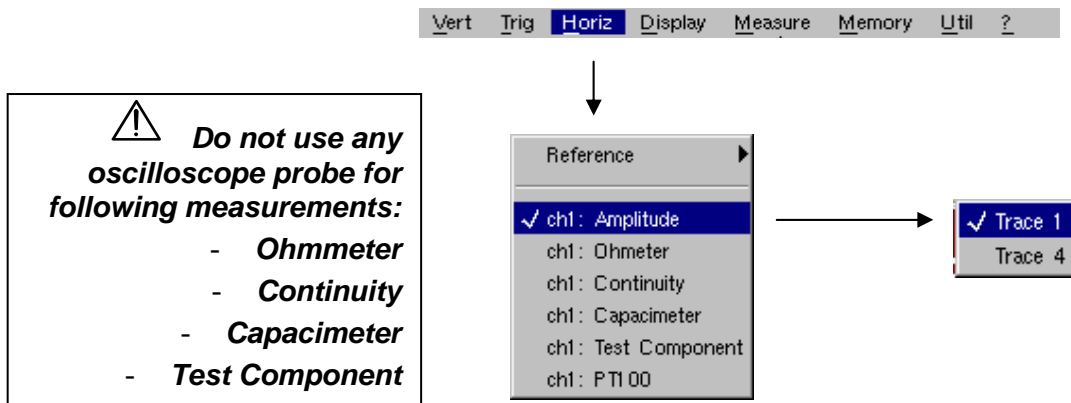 Vert Trig Horiz Display Measure Memory Util ?
Do not use any
oscilloscope probe for
following measurements:
- Ohmmeter
- Continuity
- Capacimeter
- Test Component
Reference
✓ ch1: Amplitude
ch1: Ohmeter
ch1: Continuity
ch1: Capacimeter
ch1: Test Component
ch1: PT100
✓ Trace 1
Trace 4